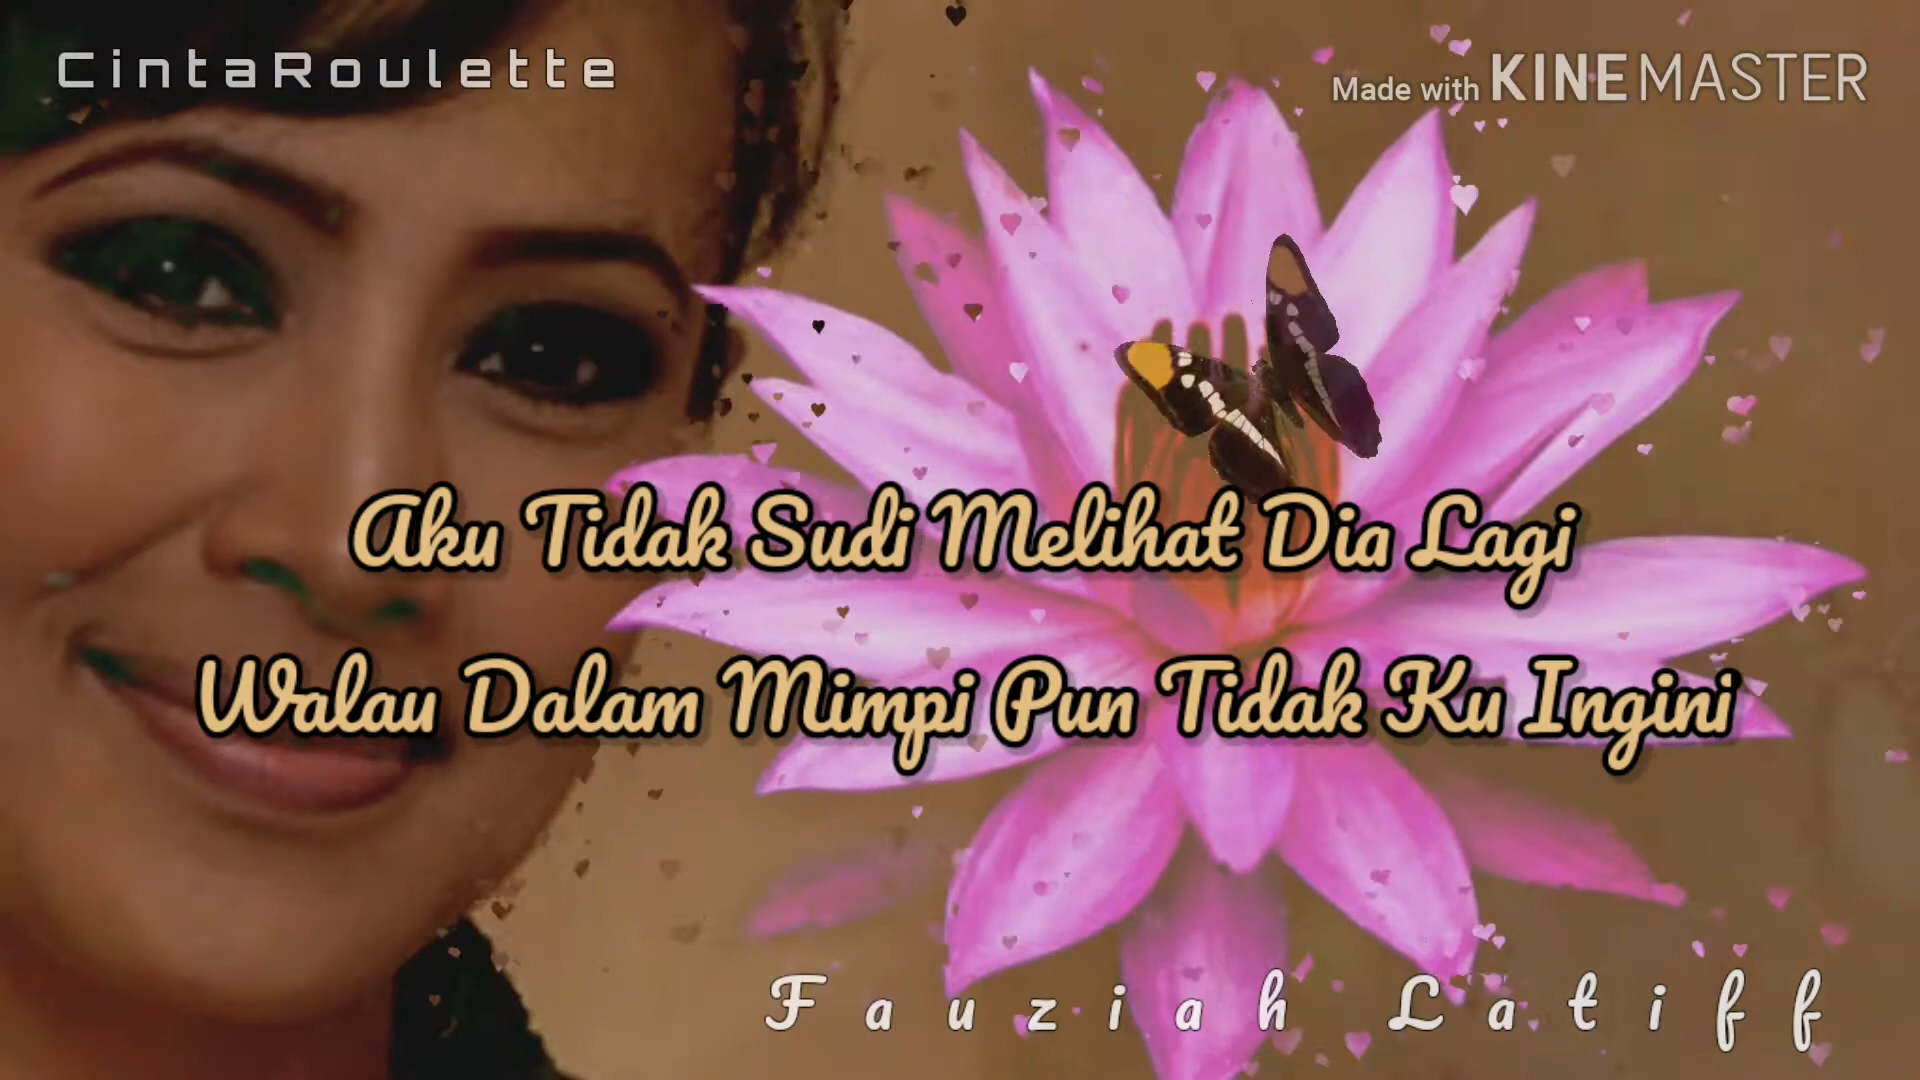 CintaRoulette
Made with KINEMASTER
Aku Tidak Sudi Melihat Dia Lagi
Walau Dalam Mimpi Pun Tidak Ku Ingini
Fauziah Latiff